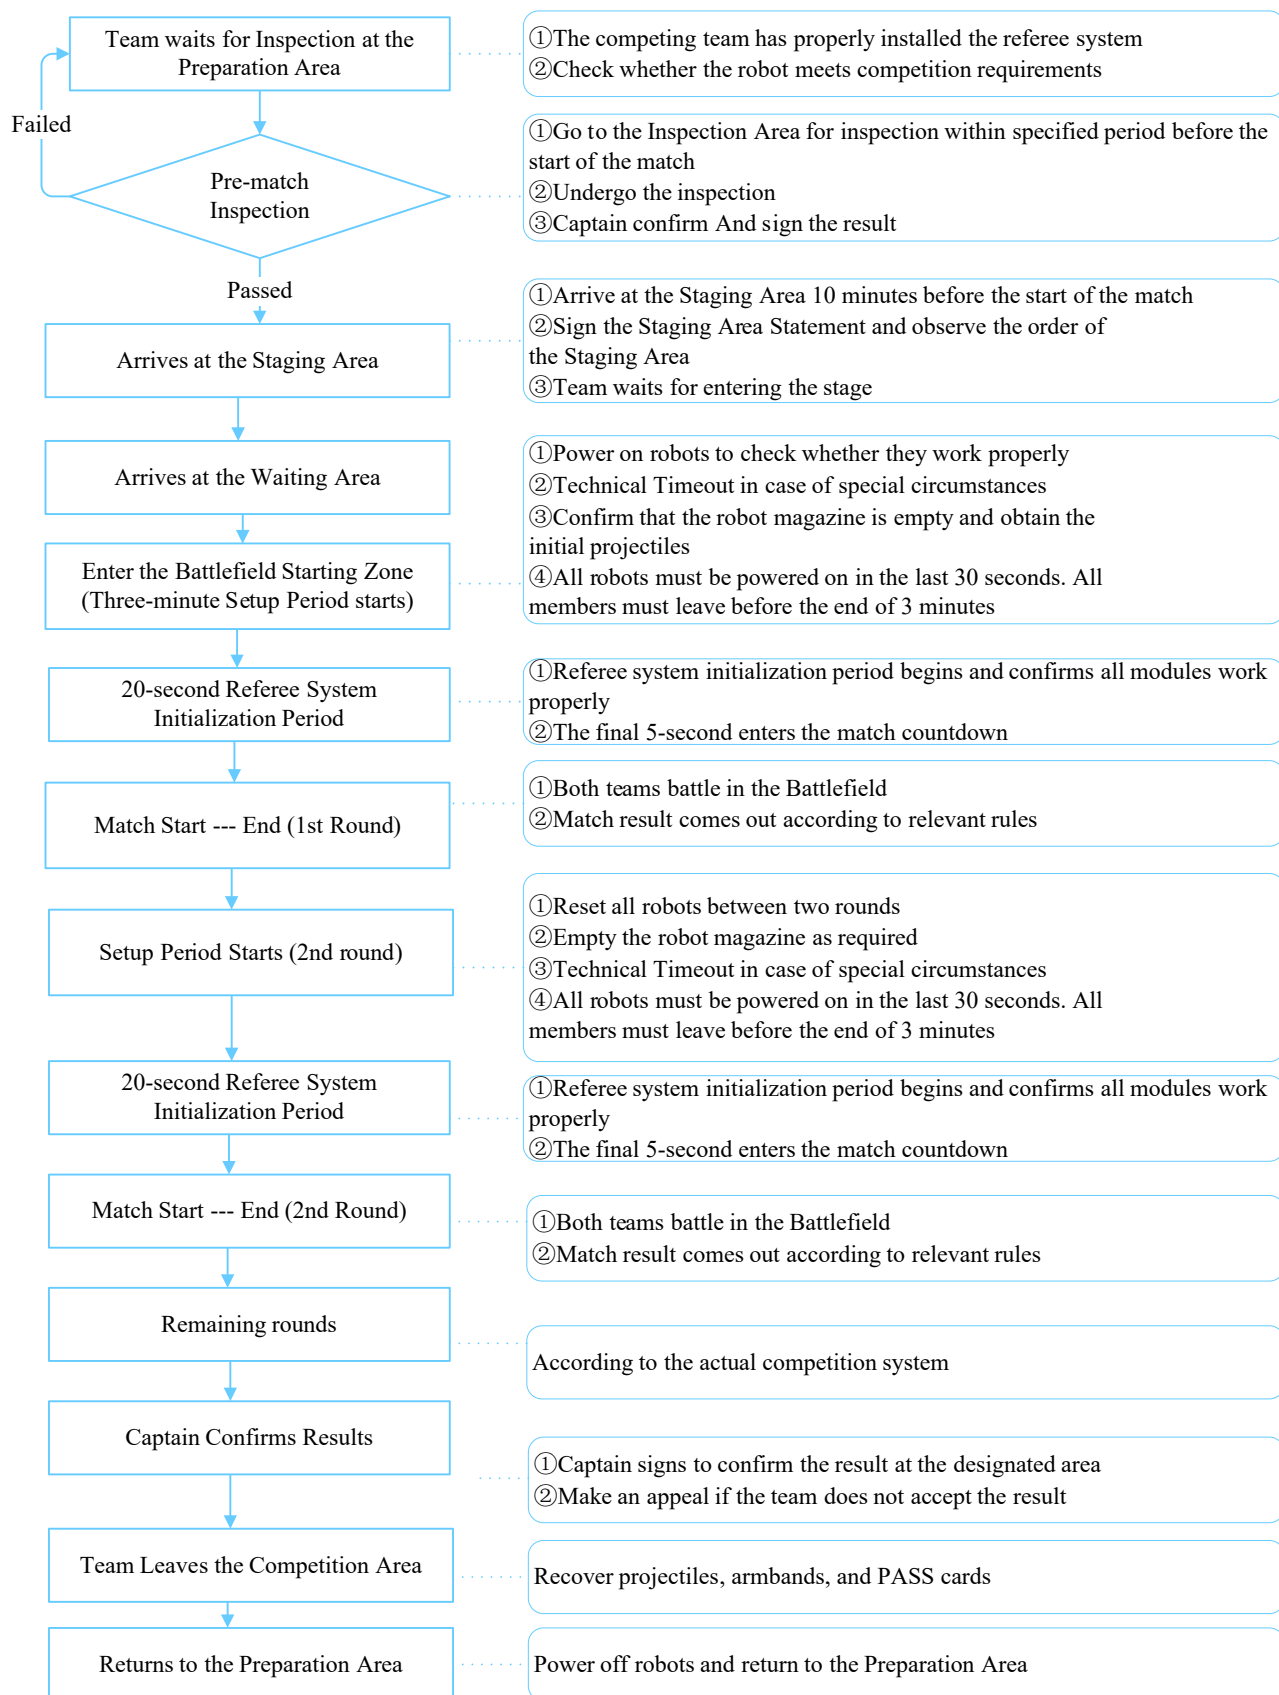 Team waits for Inspection at the
Preparation Area
①The competing team has properly installed the referee system
②Check whether the robot meets competition requirements
Failed
Pre-match
Inspection
①Go to the Inspection Area for inspection within specified period before the
start of the match
②Undergo the inspection
③Captain confirm And sign the result
Passed
Arrives at the Staging Area
①Arrive at the Staging Area 10 minutes before the start of the match
②Sign the Staging Area Statement and observe the order of
the Staging Area
③Team waits for entering the stage
Arrives at the Waiting Area
Enter the Battlefield Starting Zone
(Three-minute Setup Period starts)
①Power on robots to check whether they work properly
②Technical Timeout in case of special circumstances
③Confirm that the robot magazine is empty and obtain the
initial projectiles
④All robots must be powered on in the last 30 seconds. All
members must leave before the end of 3 minutes
20-second Referee System
Initialization Period
①Referee system initialization period begins and confirms all modules work
properly
②The final 5-second enters the match countdown
Match Start --- End (1st Round)
①Both teams battle in the Battlefield
②Match result comes out according to relevant rules
Setup Period Starts (2nd round)
①Reset all robots between two rounds
②Empty the robot magazine as required
③Technical Timeout in case of special circumstances
④All robots must be powered on in the last 30 seconds. All
members must leave before the end of 3 minutes
20-second Referee System
Initialization Period
①Referee system initialization period begins and confirms all modules work
properly
②The final 5-second enters the match countdown
Match Start --- End (2nd Round)
①Both teams battle in the Battlefield
②Match result comes out according to relevant rules
Remaining rounds
According to the actual competition system
Captain Confirms Results
①Captain signs to confirm the result at the designated area
②Make an appeal if the team does not accept the result
Team Leaves the Competition Area
Recover projectiles, armbands, and PASS cards
Returns to the Preparation Area
Power off robots and return to the Preparation Area